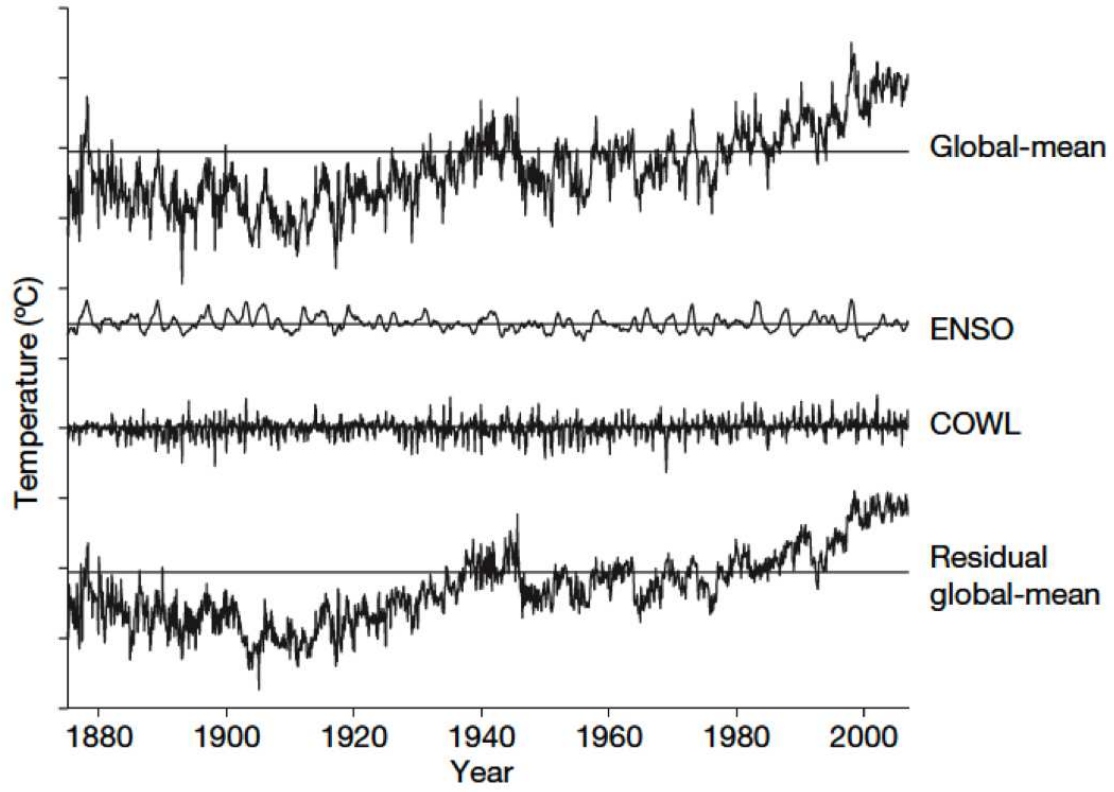 Global-mean
ENSO
COWL
Residual
global-mean
Temperature (ºC)
1880 1900 1920 1940 1960 1980 2000
Year